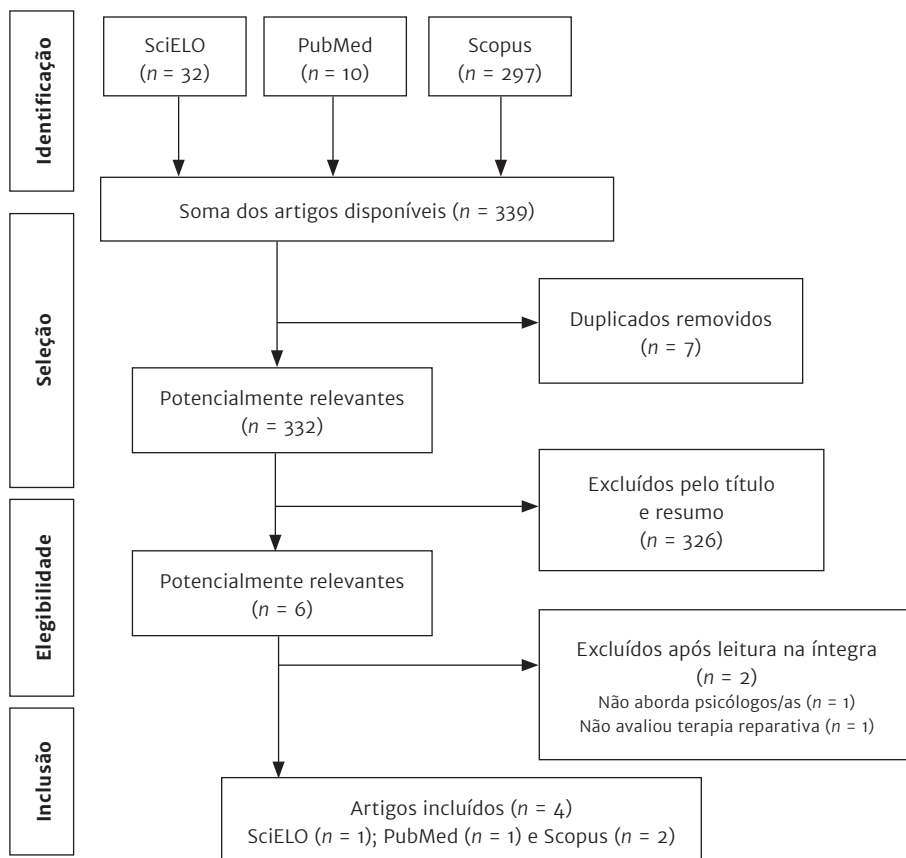 Identificação
SciELO
(n = 32)
PubMed
(n = 10)
Scopus
(n = 297)
Soma dos artigos disponíveis (n = 339)
Seleção
Duplicados removidos
(n = 7)
Potencialmente relevantes
(n = 332)
Excluídos pelo título
e resumo
(n = 326)
Elegibilidade
Potencialmente relevantes
(n = 6)
Excluídos após leitura na íntegra
(n = 2)
Não aborda psicólogos/as (n = 1)
Não avaliou terapia reparativa (n = 1)
Inclusão
Artigos incluídos (n = 4)
SciELO (n = 1); PubMed (n = 1) e Scopus (n = 2)